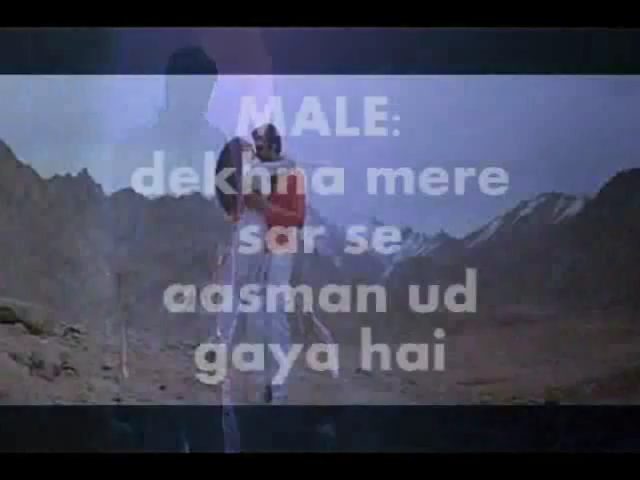 MALE:
dekhna mere
sar se
aasman ud
gaya hai